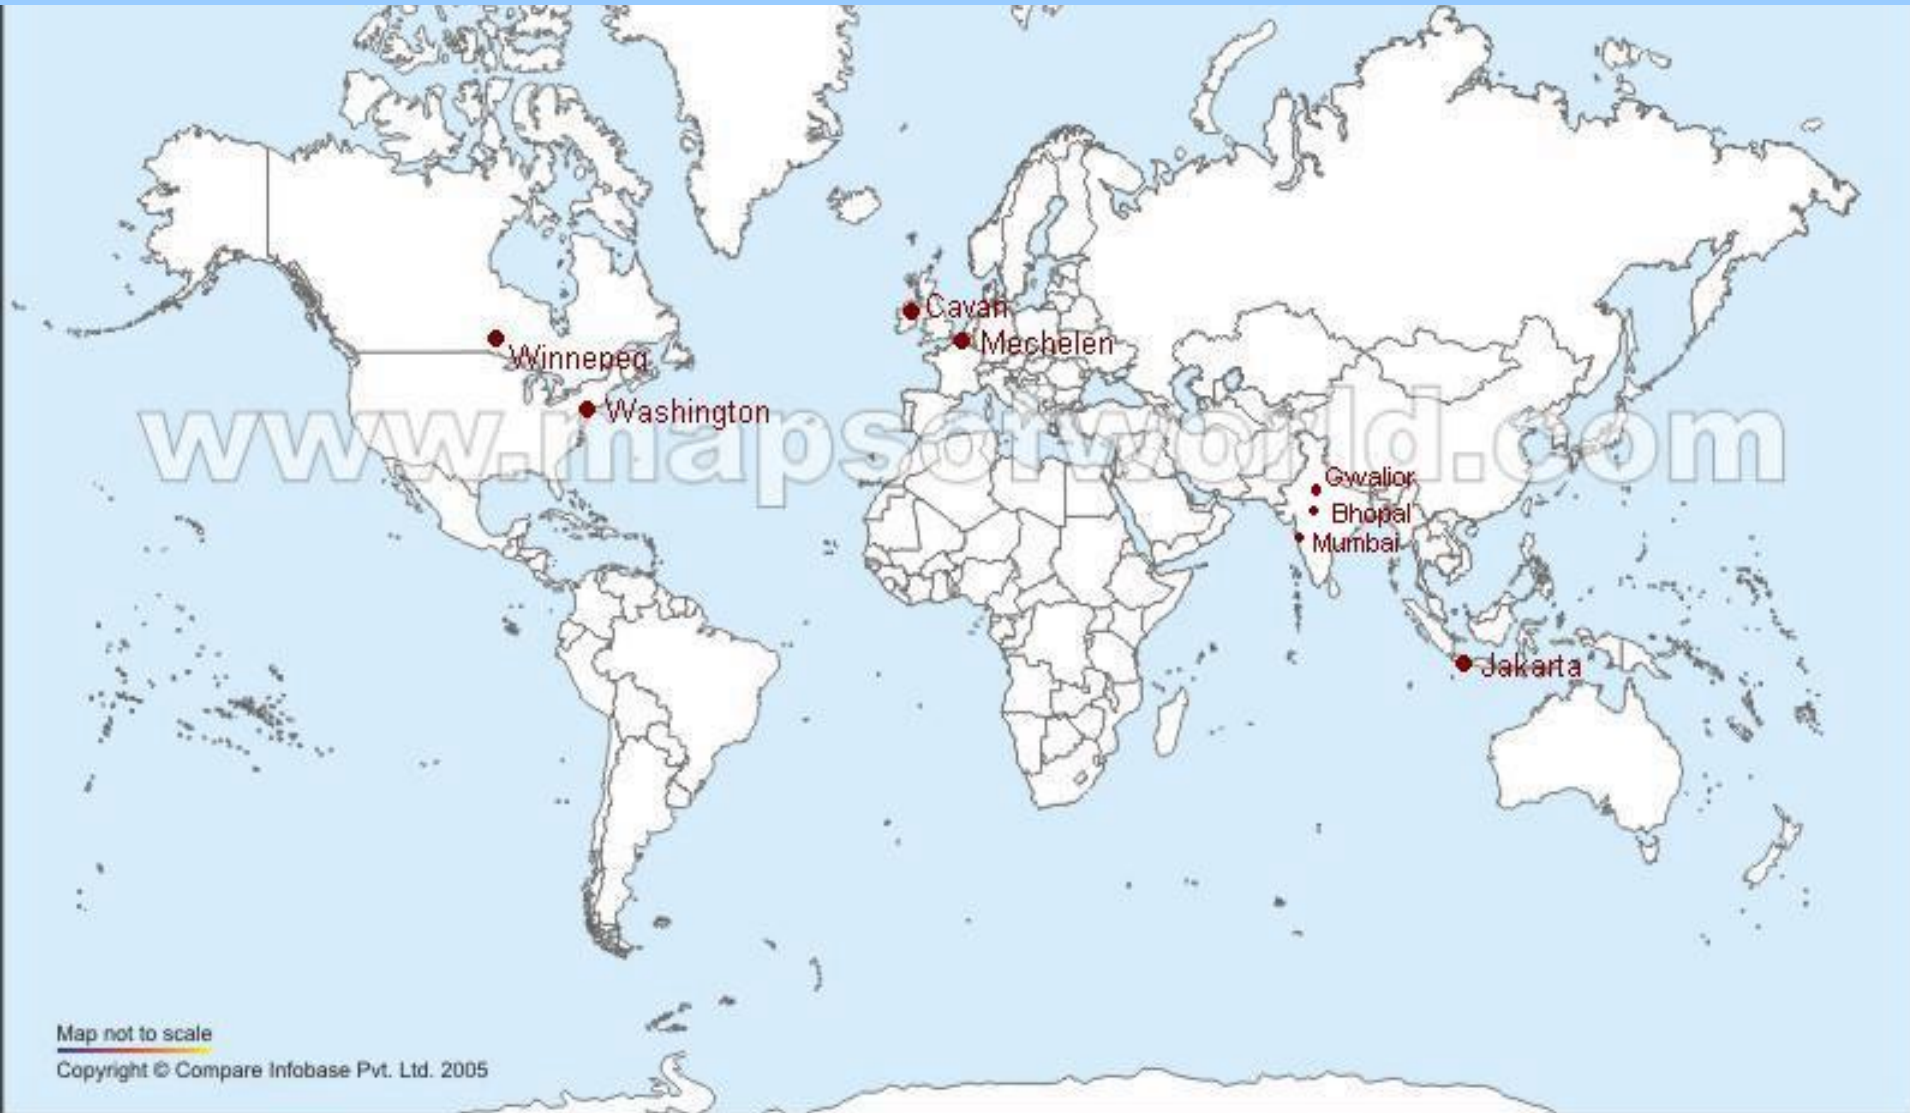 Cavan
Mechelen
Winnepeg
Washington
www.mapsofworld.com
Gwalior
Bhopal
Mumbai
Jakarta
Map not to scale
Copyright © Compare Infobase Pvt. Ltd. 2005